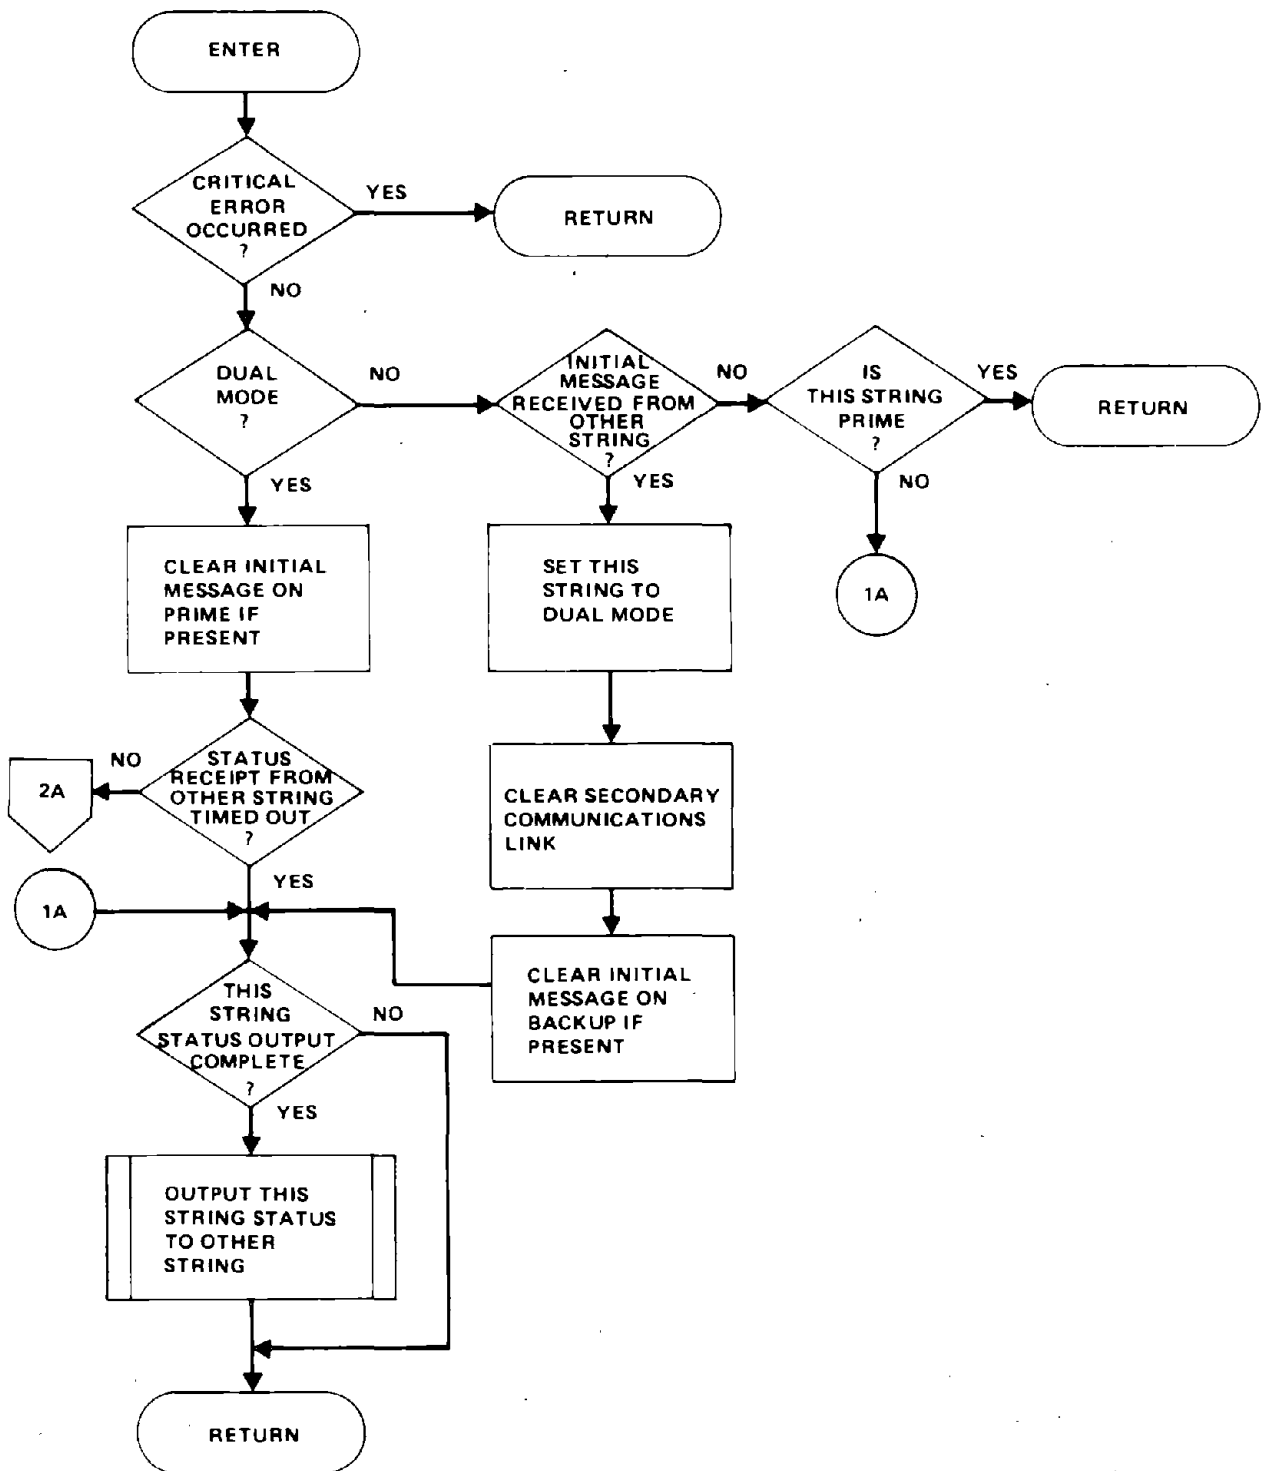 ENTER
CRITICAL
ERROR
OCCURRED
?
YES
RETURN
NO
DUAL
MODE
?
NO
INITIAL
MESSAGE
RECEIVED FROM
OTHER
STRING
?
NO
IS
THIS STRING
PRIME
?
YES
RETURN
YES
YES
NO
CLEAR INITIAL
MESSAGE ON
PRIME IF
PRESENT
SET THIS
STRING TO
DUAL MODE
1A
NO
2A
STATUS
RECEIPT FROM
OTHER STRING
TIMED OUT
?
CLEAR SECONDARY
COMMUNICATIONS
LINK
YES
1A
THIS
STRING
STATUS OUTPUT
COMPLETE
?
NO
CLEAR INITIAL
MESSAGE ON
BACKUP IF
PRESENT
YES
OUTPUT THIS
STRING STATUS
TO OTHER
STRING
RETURN